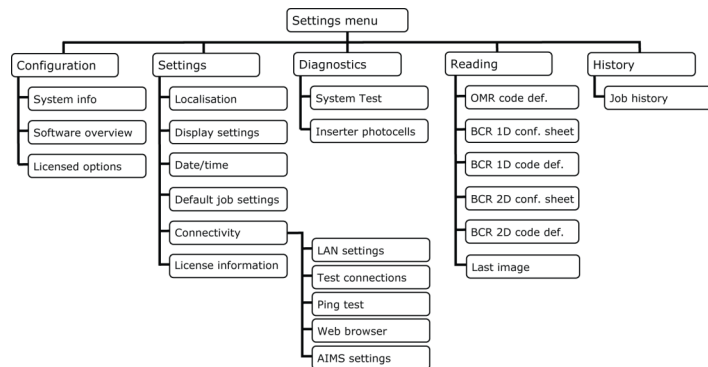 Settings menu
Configuration
System info
Software overview
Licensed options
Settings
Localisation
Display settings
Date/time
Default job settings
Connectivity
LAN settings
Test connections
Ping test
Web browser
AIMS settings
License information
Diagnostics
System Test
Inserter photocells
Reading
OMR code def.
BCR 1D conf. sheet
BCR 1D code def.
BCR 2D conf. sheet
BCR 2D code def.
Last image
History
Job history